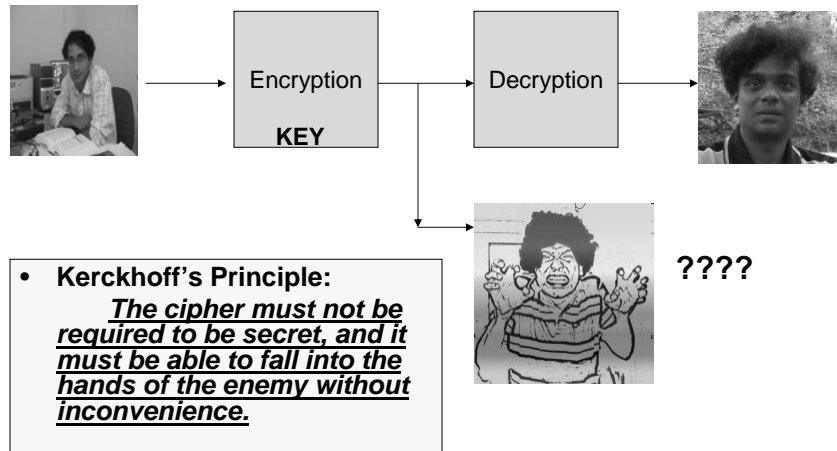 Encryption
Decryption
KEY
????
• Kerckhoff’s Principle:
The cipher must not be
required to be secret, and it
must be able to fall into the
hands of the enemy without
inconvenience.